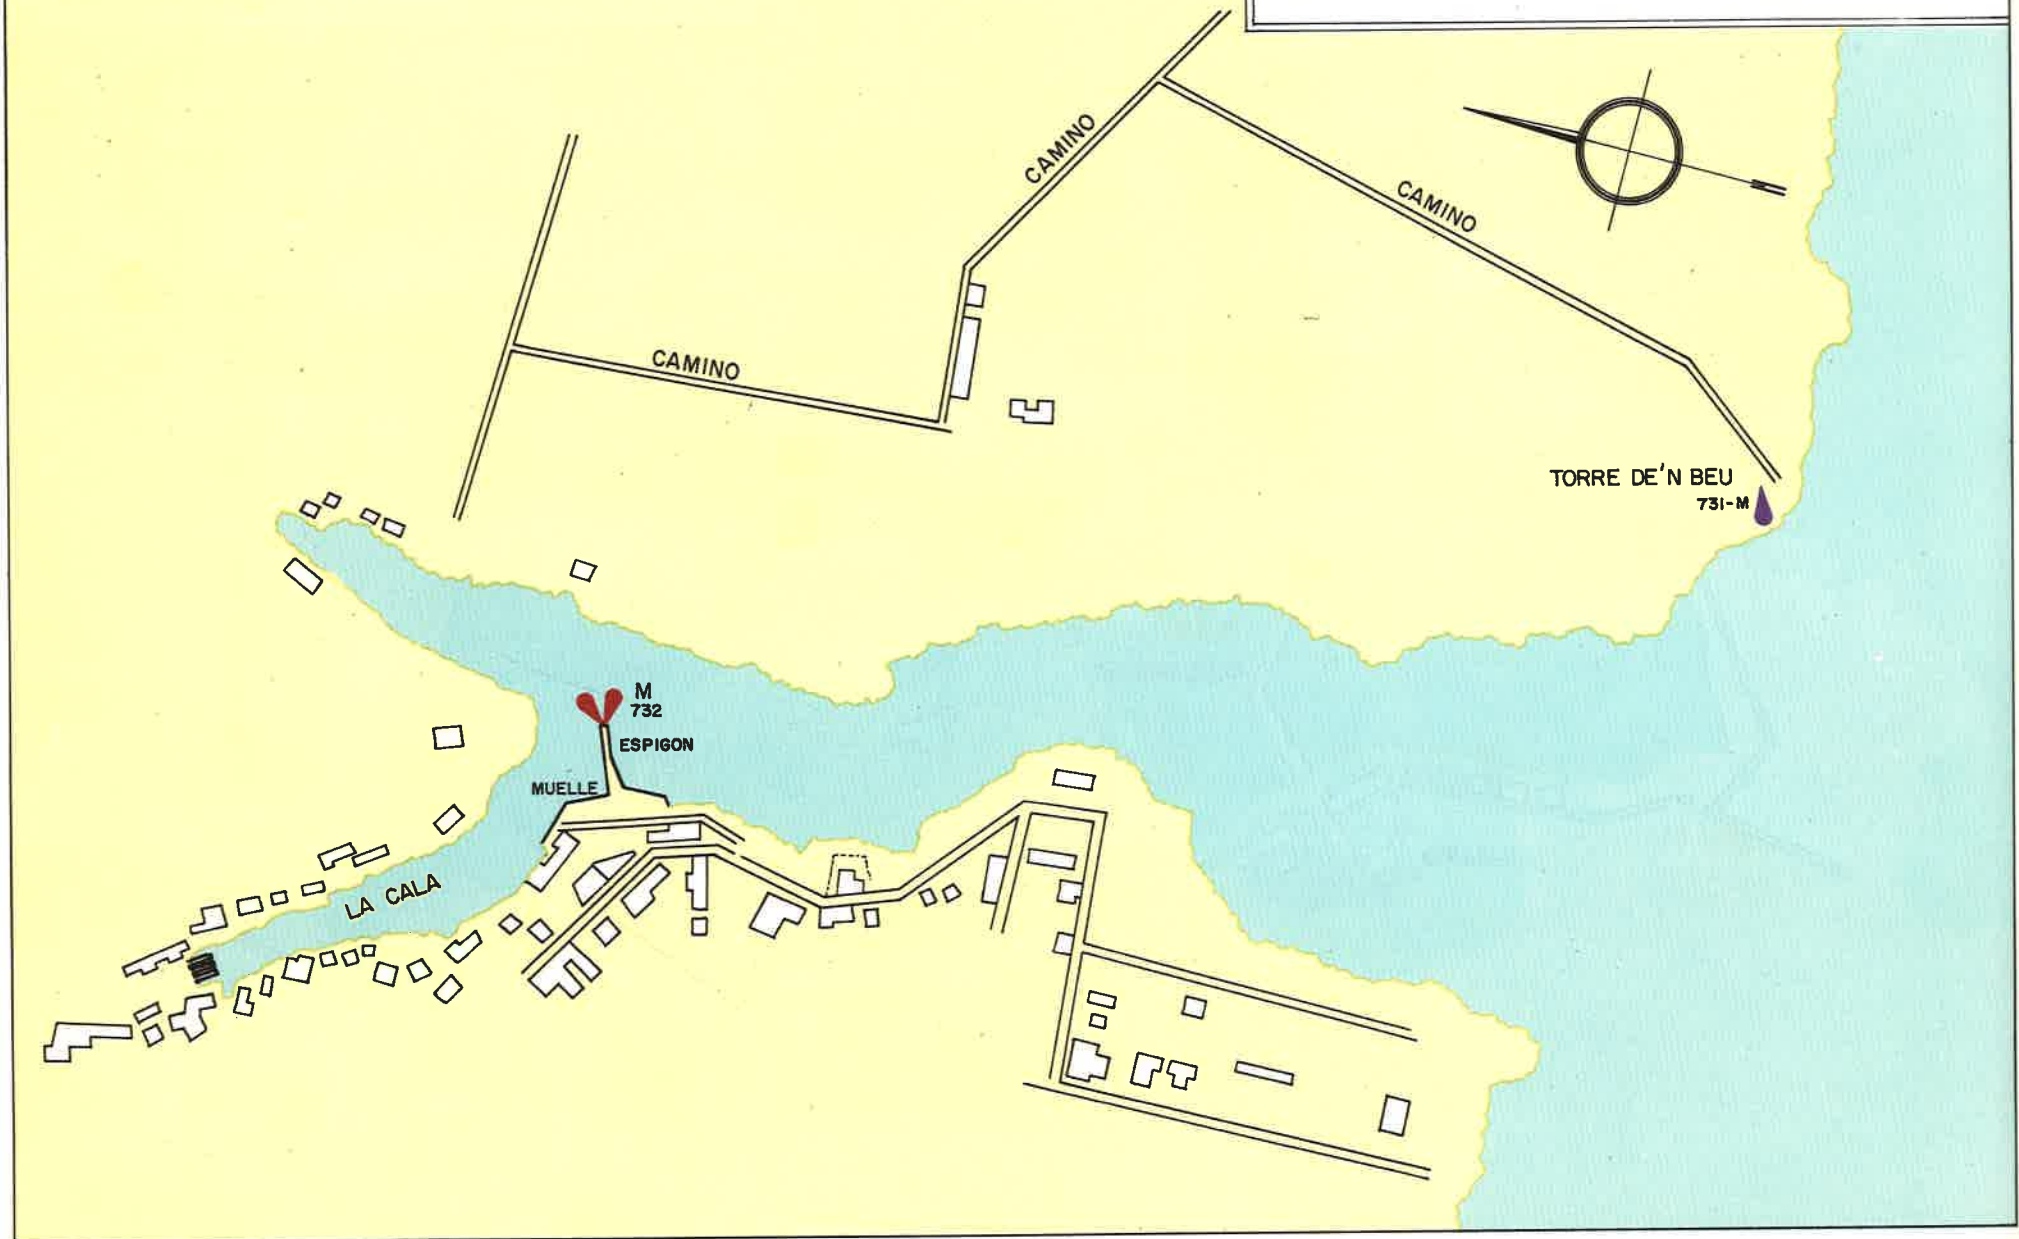 CAMINO
CAMINO
CAMINO
TORRE DE'N BEU
731-M
M
732
ESPIGON
MUELLE
LA CALA